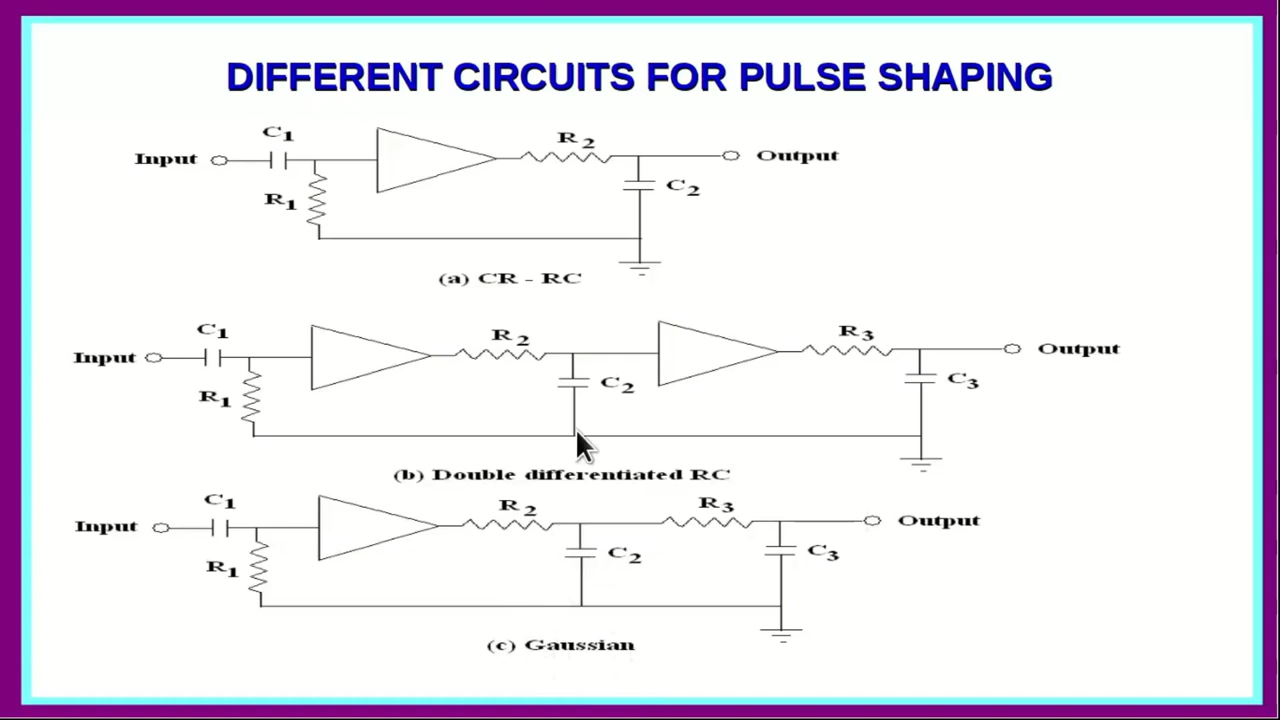 DIFFERENT CIRCUITS FOR PULSE SHAPING
C1
R2
Input
Output
R1
C2
(a) CR - RC
C1
R2
R3
Input
Output
R1
C2
C3
(b) Double differentiated RC
C1
R2
R3
Input
Output
R1
C2
C3
(c) Gaussian